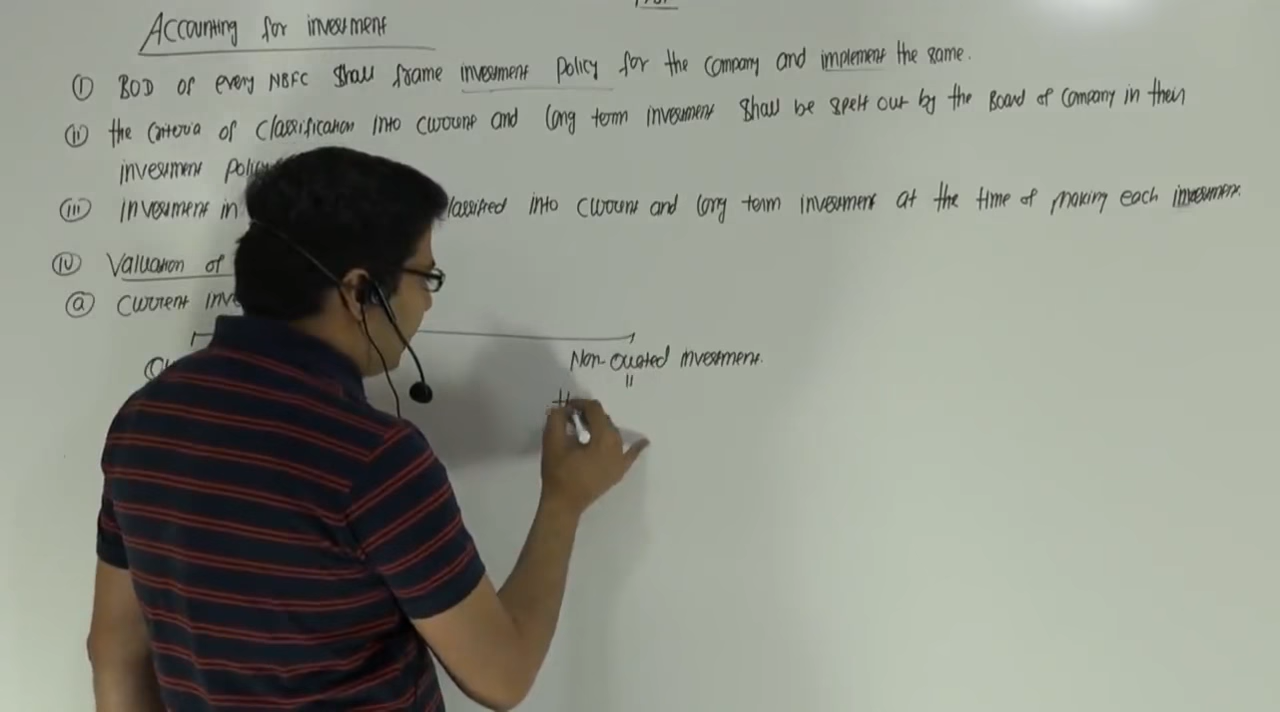 Accounting for investment
(i) BOD of every NBFC shall frame investment policy for the company and implement the same.
(ii) the criteria of classification into current and long term investment shall be spelt out by the Board of company in their
investment policy
(iii) investment in classified into current and long term investment at the time of making each investment.
(iv) Valuation of
(a) current inve
Non-quoted investment.